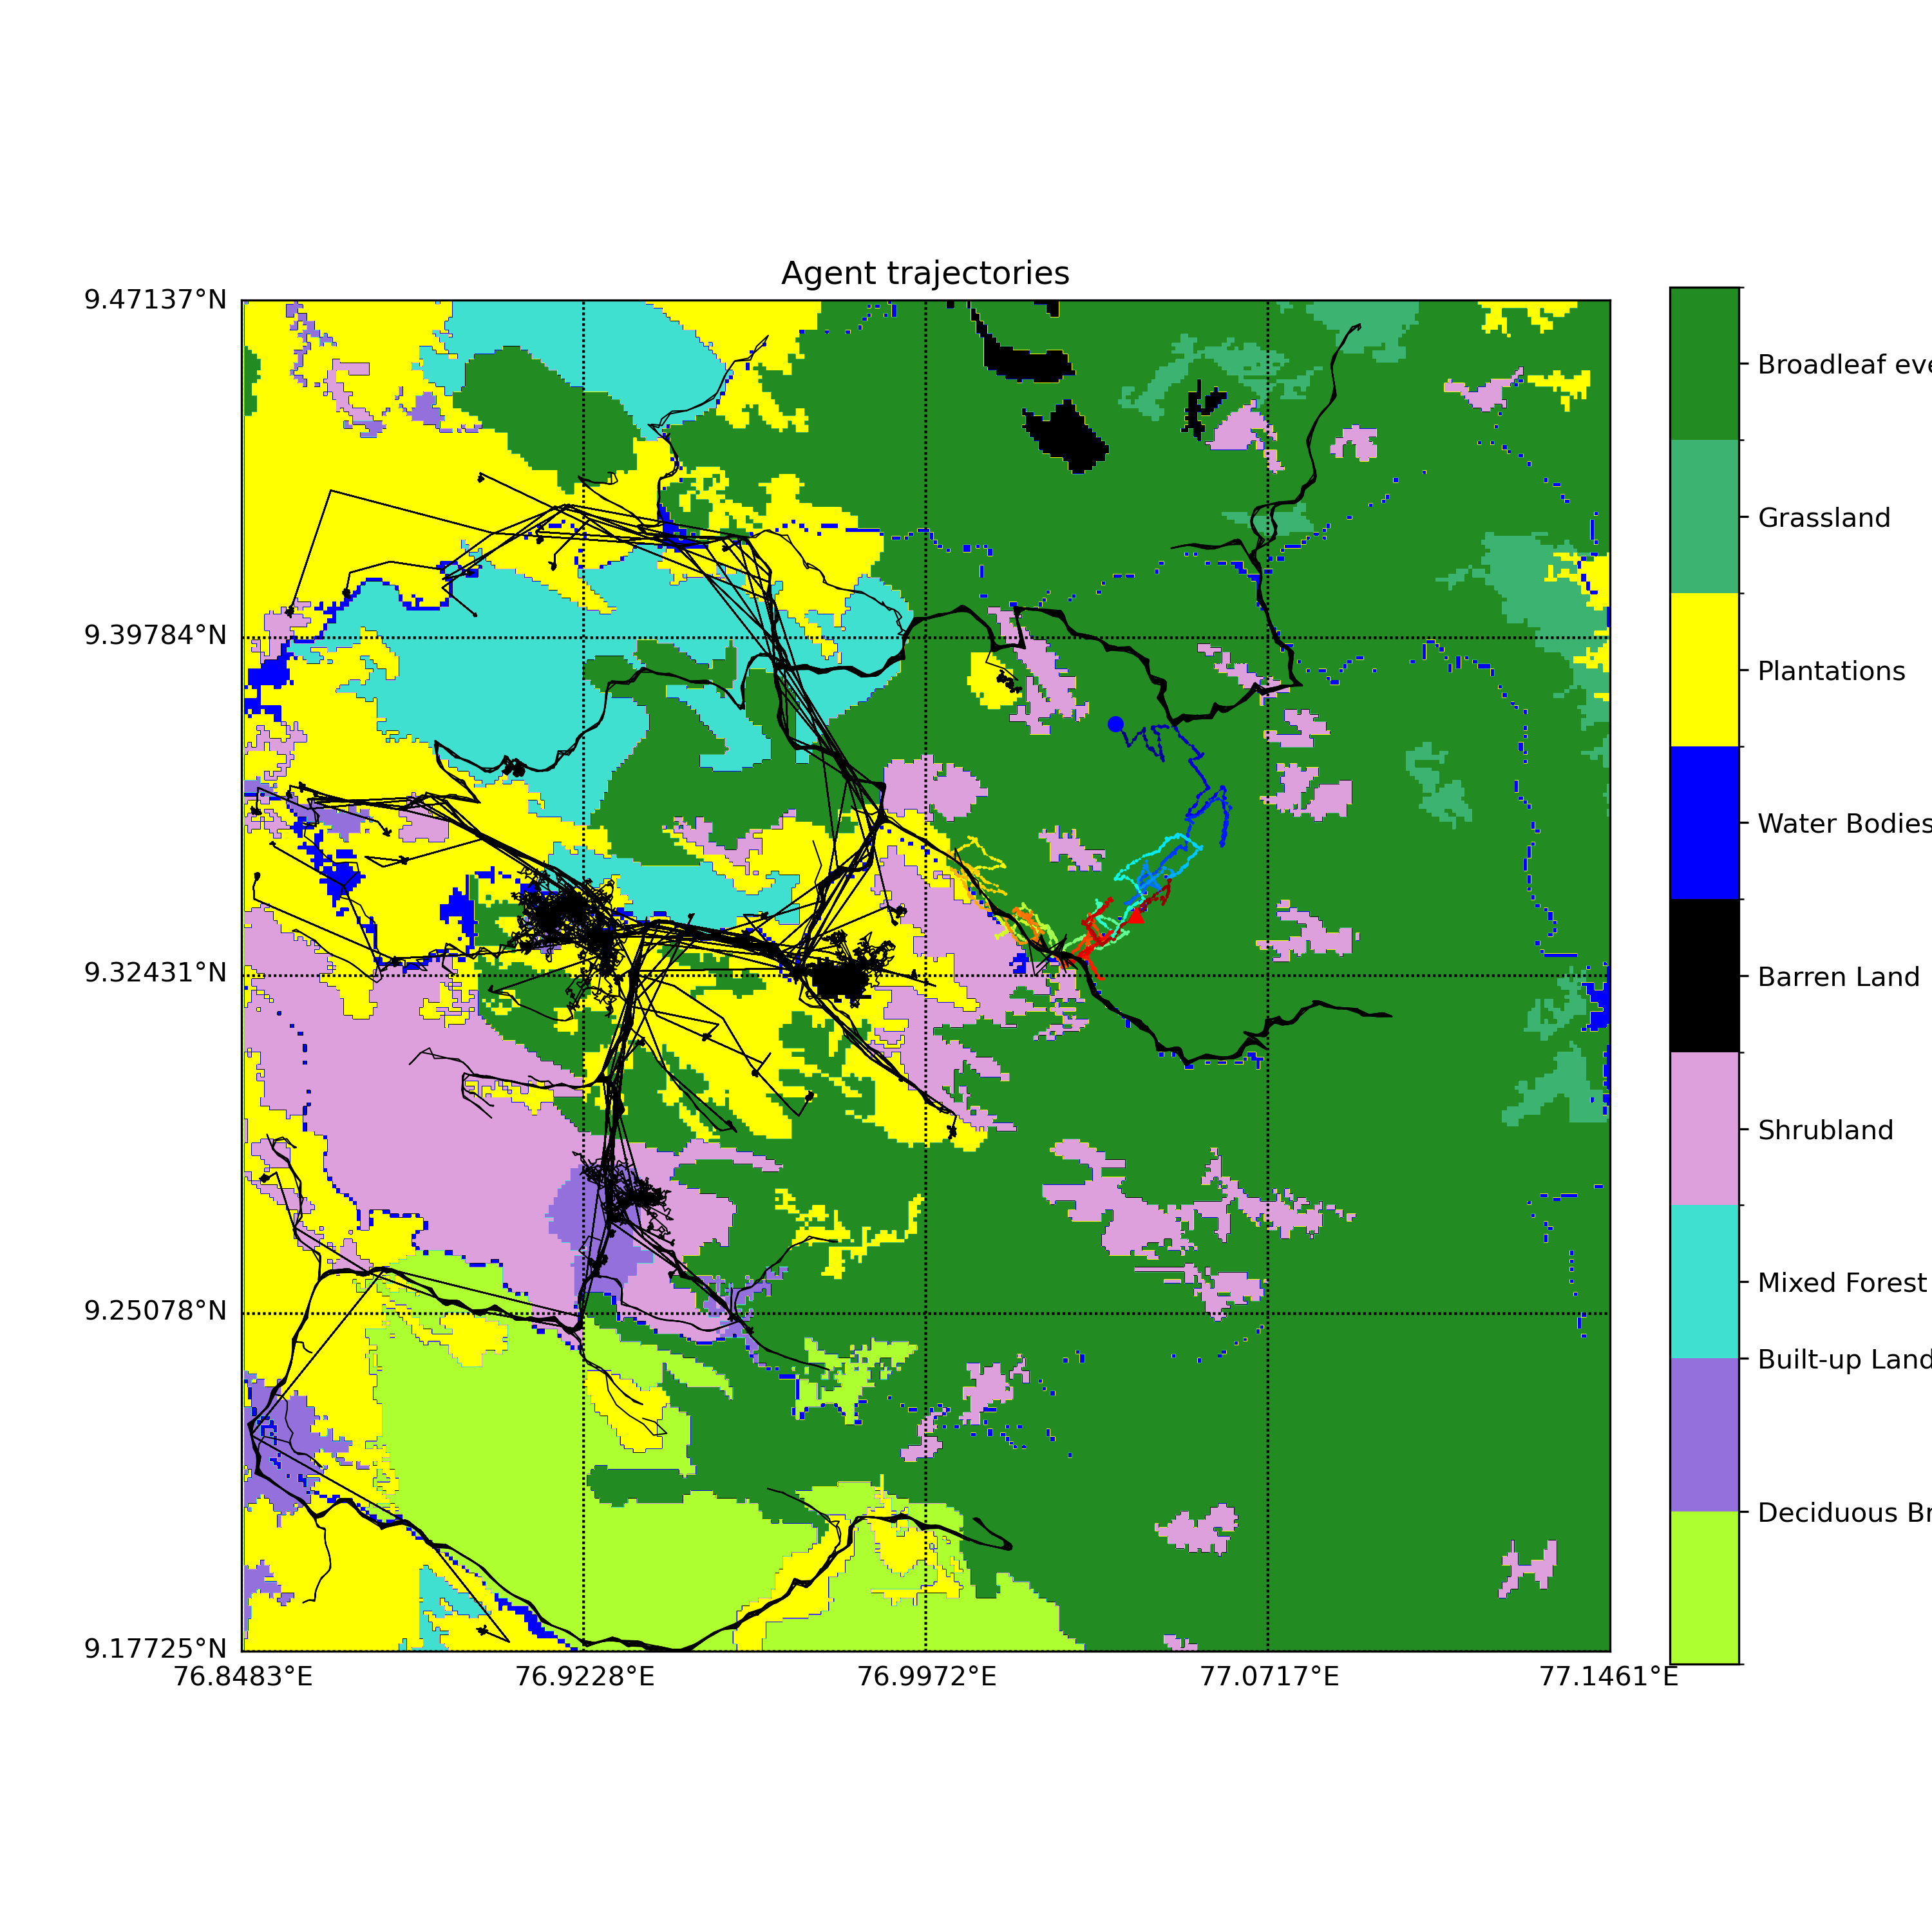 Agent trajectories
9.47137°N
9.39784°N
9.32431°N
9.25078°N
9.17725°N
76.8483°E
76.9228°E
76.9972°E
77.0717°E
77.1461°E
Broadleaf eve
Grassland
Plantations
Water Bodies
Barren Land
Shrubland
Mixed Forest
Built-up Land
Deciduous Br